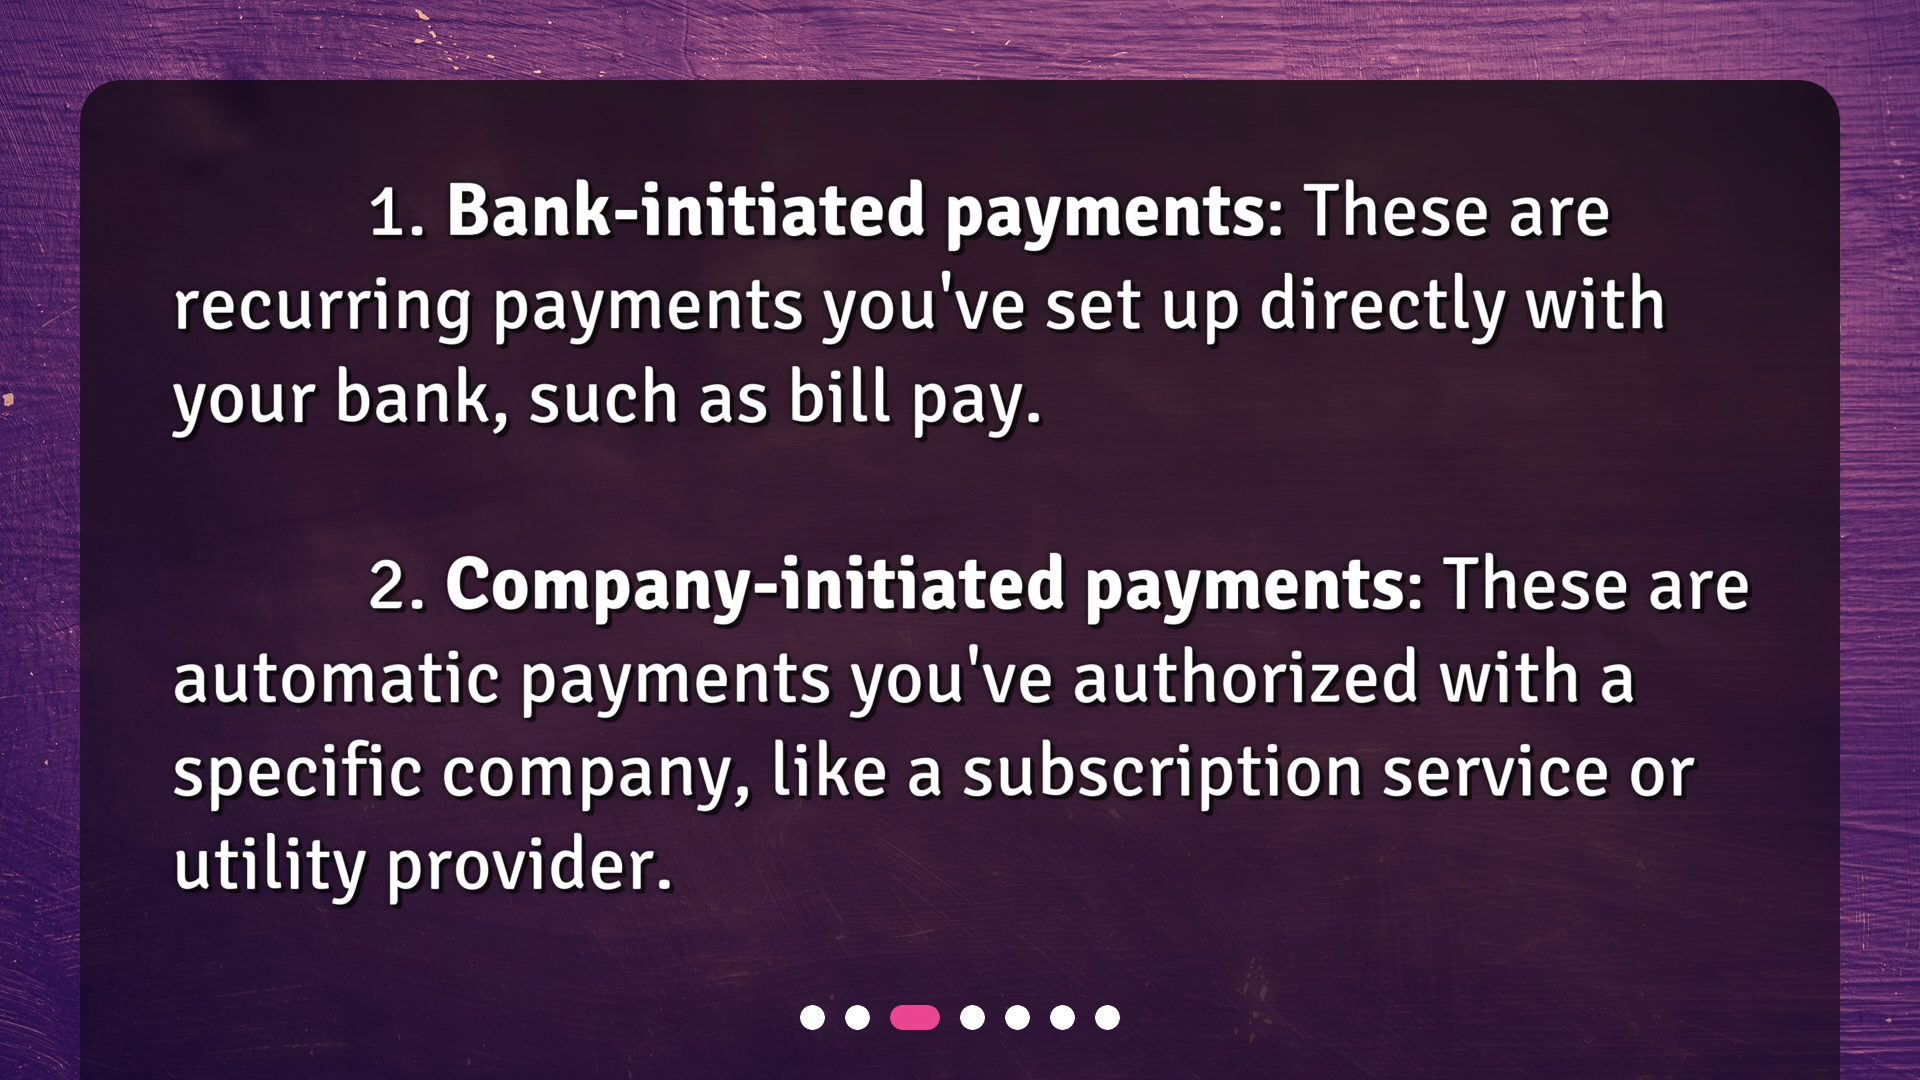 1. Bank-initiated payments: These are
recurring payments you've set up directly with
your bank, such as bill pay.
2. Company-initiated payments: These are
automatic payments you've authorized with a
specific company, like a subscription service or
utility provider.